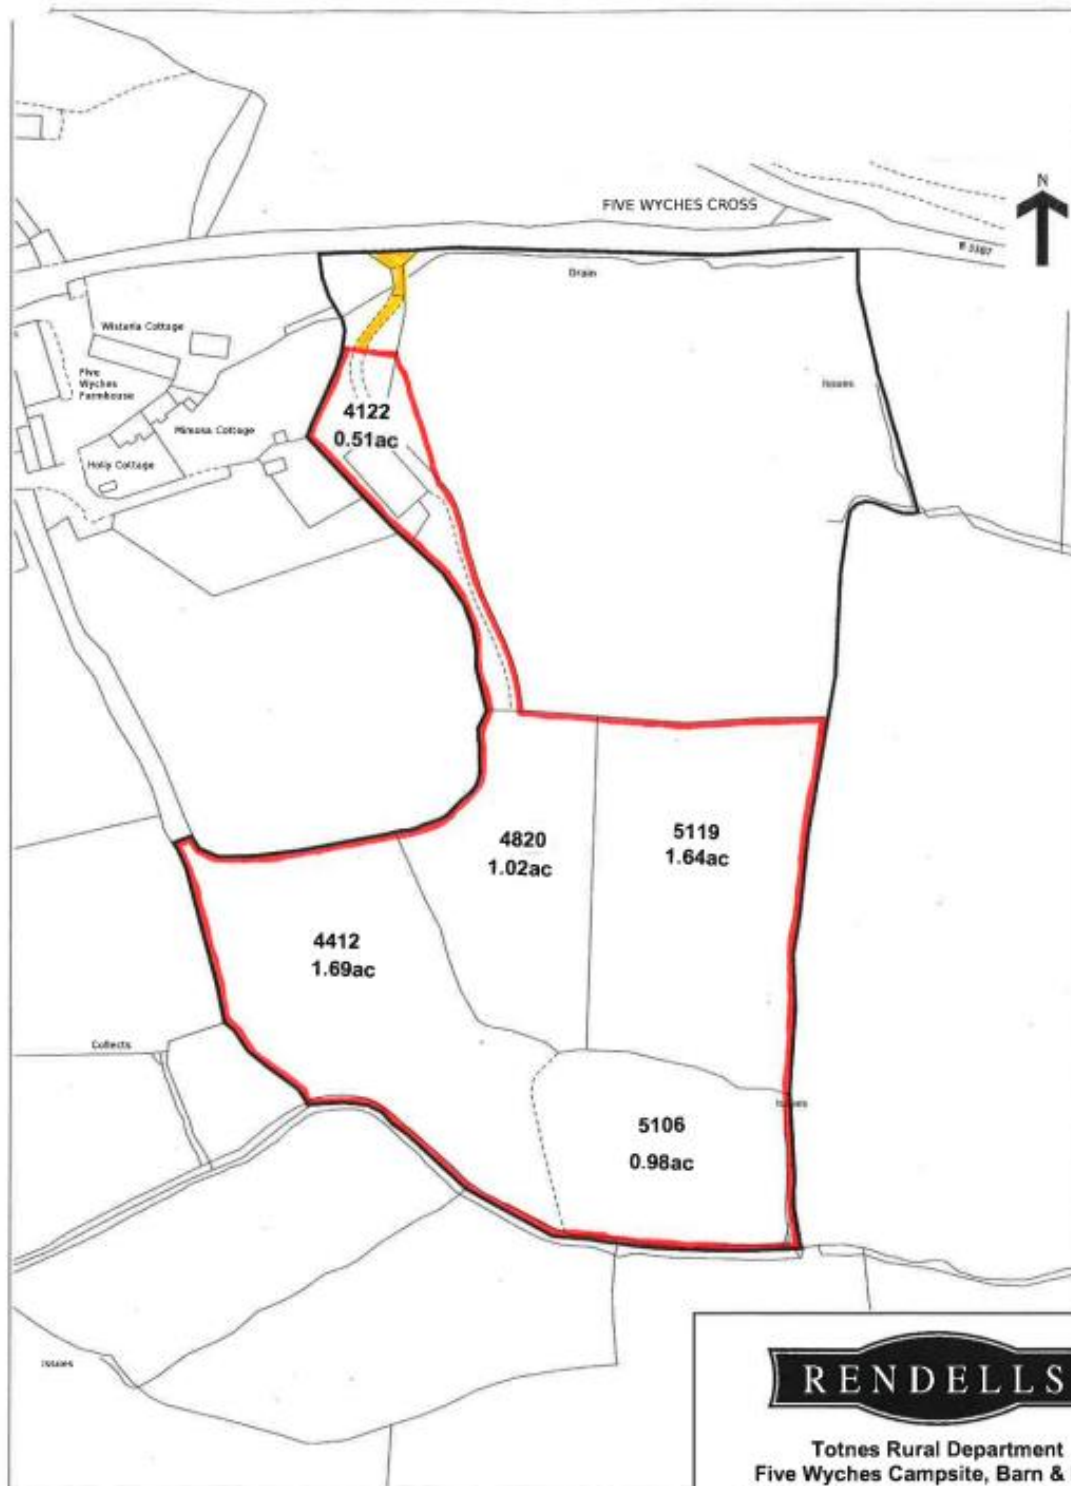 FIVE WYCHES CROSS
N
Drain
Wistaria Cottage
Five
Wyches
Farmhouse
Issues
4122
0.51ac
Mimosa Cottage
Holly Cottage
4820
1.02ac
5119
1.64ac
4412
1.69ac
Collects
Issues
5106
0.98ac
Issues
RENDELLS
Totnes Rural Department
Five Wyches Campsite, Barn &